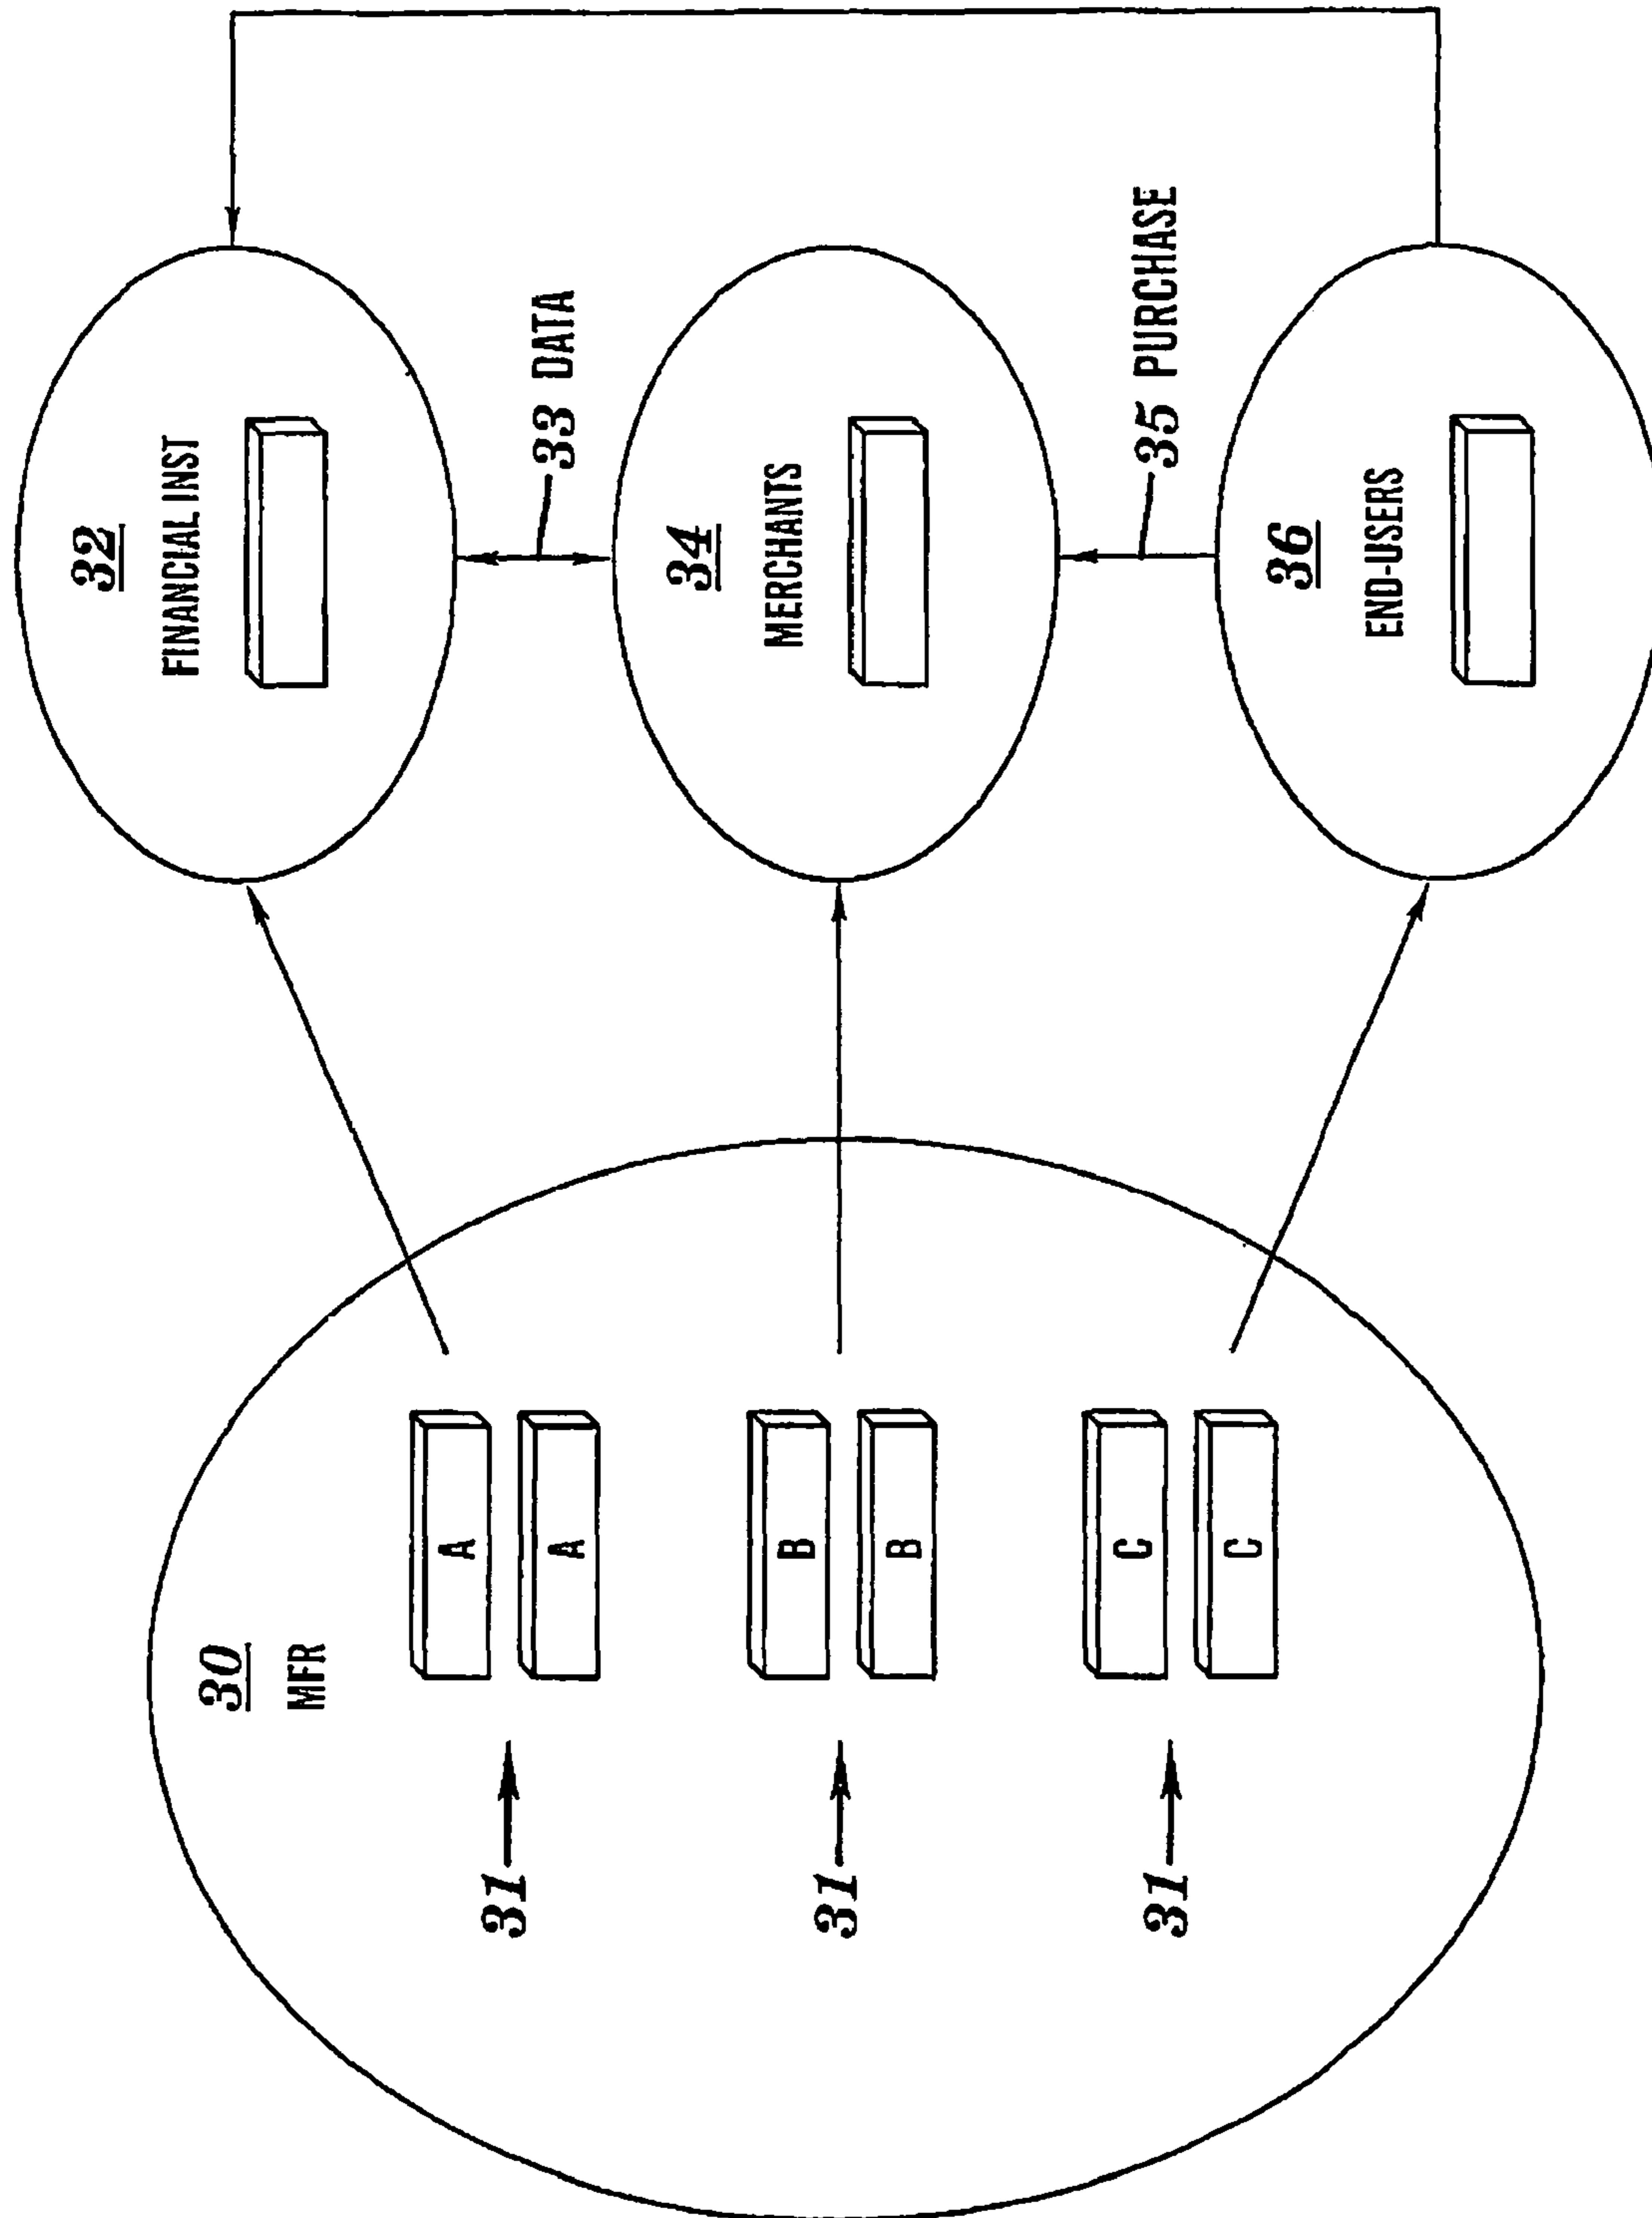 30
MFR
31
A
A
31
B
B
31
C
C
32
FINANCIAL INST
33 DATA
34
MERCHANTS
35 PURCHASE
36
END-USERS